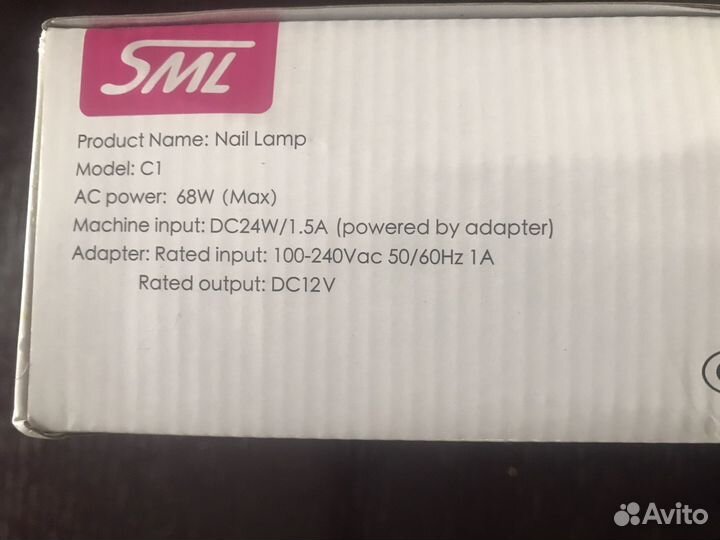 SML
Product Name: Nail Lamp
Model: C1
AC power: 68W (Max)
Machine input: DC24W/1.5A (powered by adapter)
Adapter: Rated input: 100-240Vac 50/60Hz 1A
Rated output: DC12V
Avito